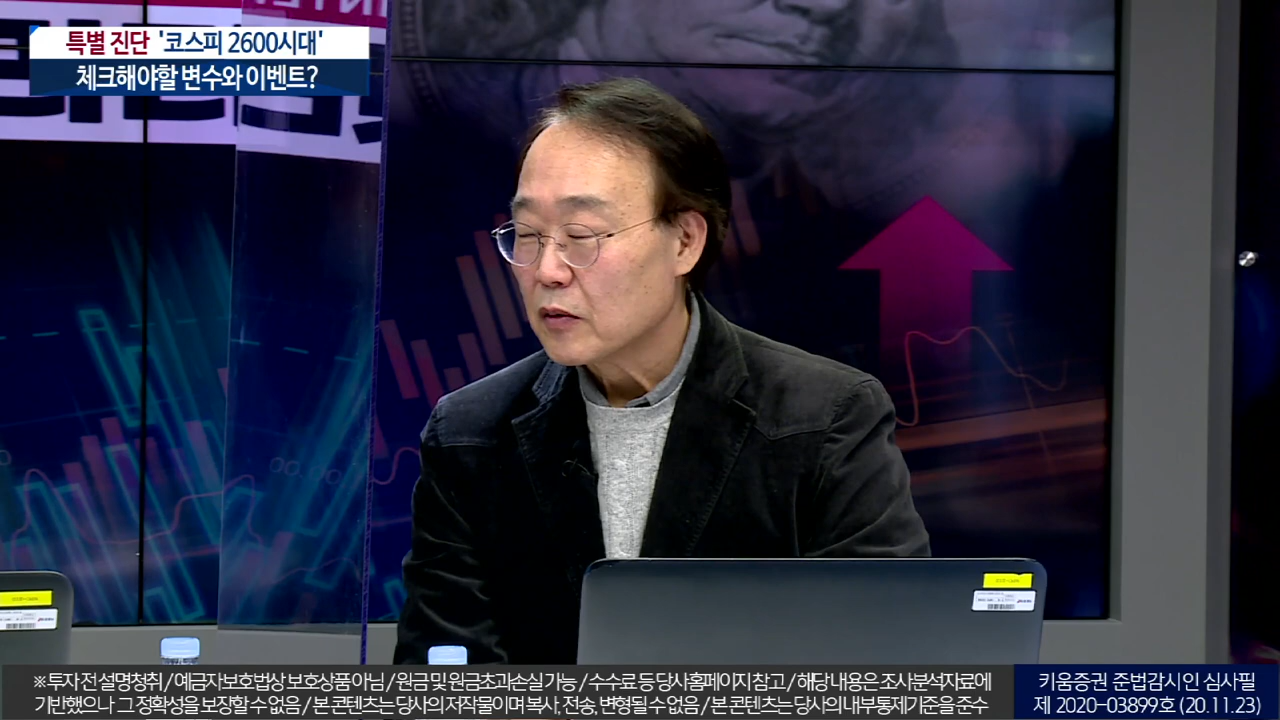 특별 진단 '코스피 2600시대'
체크해야할 변수와 이벤트?
※ 투자 전 설명청취 / 예금자보호법상 보호상품 아님 / 원금 및 원금초과손실 가능 / 수수료 등 당사홈페이지 참고 / 해당 내용은 조사분석자료에
기반했으나 그 정확성을 보장할 수 없음 / 본 콘텐츠는 당사의 저작물이며 복사, 전송, 변형될 수 없음 / 본 콘텐츠는 당사의 내부통제기준을 준수
키움증권 준법감시인 심사필
제 2020-03899호 (20.11.23)